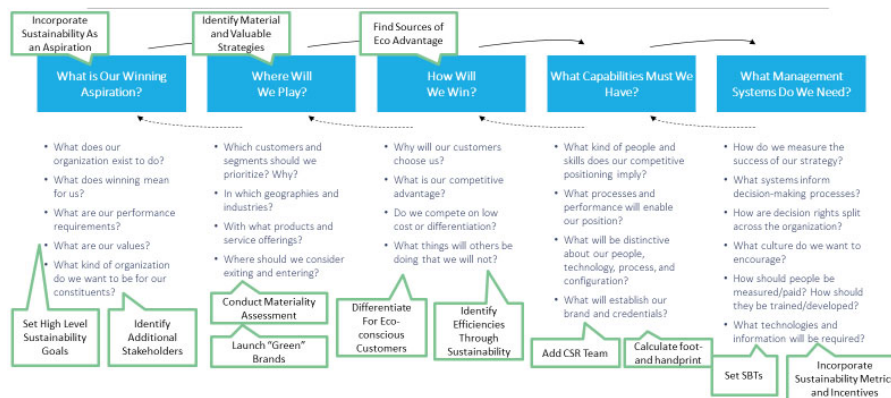 Incorporate
Sustainability As
an Aspiration
Identify Material
and Valuable
Strategies
Find Sources of
Eco Advantage
What is Our Winning
Aspiration?
Where Will
We Play?
How Will
We Win?
What Capabilities Must We
Have?
What Management
Systems Do We Need?
• What does our
organization exist to do?
• What does winning mean
for us?
• What are our performance
requirements?
• What are our values?
• What kind of organization
do we want to be for our
constituents?
• Which customers and
segments should we
prioritize? Why?
• In which geographies and
industries?
• With what products and
service offerings?
• Where should we consider
exiting and entering?
• Why will our customers
choose us?
• What is our competitive
advantage?
• Do we compete on low
cost or differentiation?
• What things will others be
doing that we will not?
• What kind of people and
skills does our competitive
positioning imply?
• What processes and
performance will enable
our position?
• What will be distinctive
about our people,
technology, process, and
configuration?
• What will establish our
brand and credentials?
• How do we measure the
success of our strategy?
• What systems inform
decision-making processes?
• How are decision rights split
across the organization?
• What culture do we want to
encourage?
• How should people be
measured/paid? How should
they be trained/developed?
• What technologies and
information will be required?
Set High Level
Sustainability
Goals
Identify
Additional
Stakeholders
Conduct Materiality
Assessment
Launch "Green"
Brands
Differentiate
For Eco-
conscious
Customers
Identify
Efficiencies
Through
Sustainability
Add CSR Team
Calculate foot-
and handprint
Set SBTs
Incorporate
Sustainability Metric
and Incentives